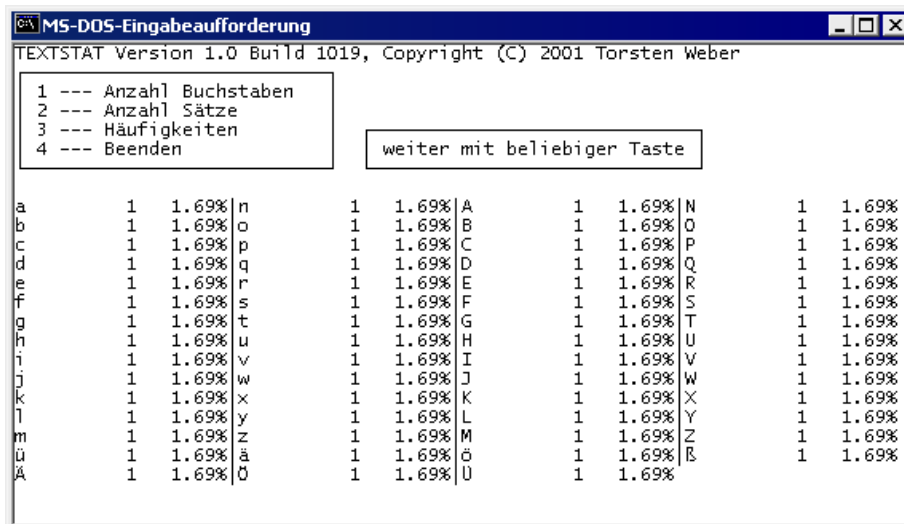 MS-DOS-Eingabeaufforderung
TEXTSTAT Version 1.0 Build 1019, Copyright (C) 2001 Torsten Weber
1 --- Anzahl Buchstaben
2 --- Anzahl Sätze
3 --- Häufigkeiten
4 --- Beenden
weiter mit beliebiger Taste
a 1 1.69%|n 1 1.69%|A 1 1.69%|N 1 1.69%
b 1 1.69%|o 1 1.69%|B 1 1.69%|O 1 1.69%
c 1 1.69%|p 1 1.69%|C 1 1.69%|P 1 1.69%
d 1 1.69%|q 1 1.69%|D 1 1.69%|Q 1 1.69%
e 1 1.69%|r 1 1.69%|E 1 1.69%|R 1 1.69%
f 1 1.69%|s 1 1.69%|F 1 1.69%|S 1 1.69%
g 1 1.69%|t 1 1.69%|G 1 1.69%|T 1 1.69%
h 1 1.69%|u 1 1.69%|H 1 1.69%|U 1 1.69%
i 1 1.69%|v 1 1.69%|I 1 1.69%|V 1 1.69%
j 1 1.69%|w 1 1.69%|J 1 1.69%|W 1 1.69%
k 1 1.69%|x 1 1.69%|K 1 1.69%|X 1 1.69%
l 1 1.69%|y 1 1.69%|L 1 1.69%|Y 1 1.69%
m 1 1.69%|z 1 1.69%|M 1 1.69%|Z 1 1.69%
ü 1 1.69%|ä 1 1.69%|ö 1 1.69%|ß 1 1.69%
Ä 1 1.69%|Ö 1 1.69%|Ü 1 1.69%